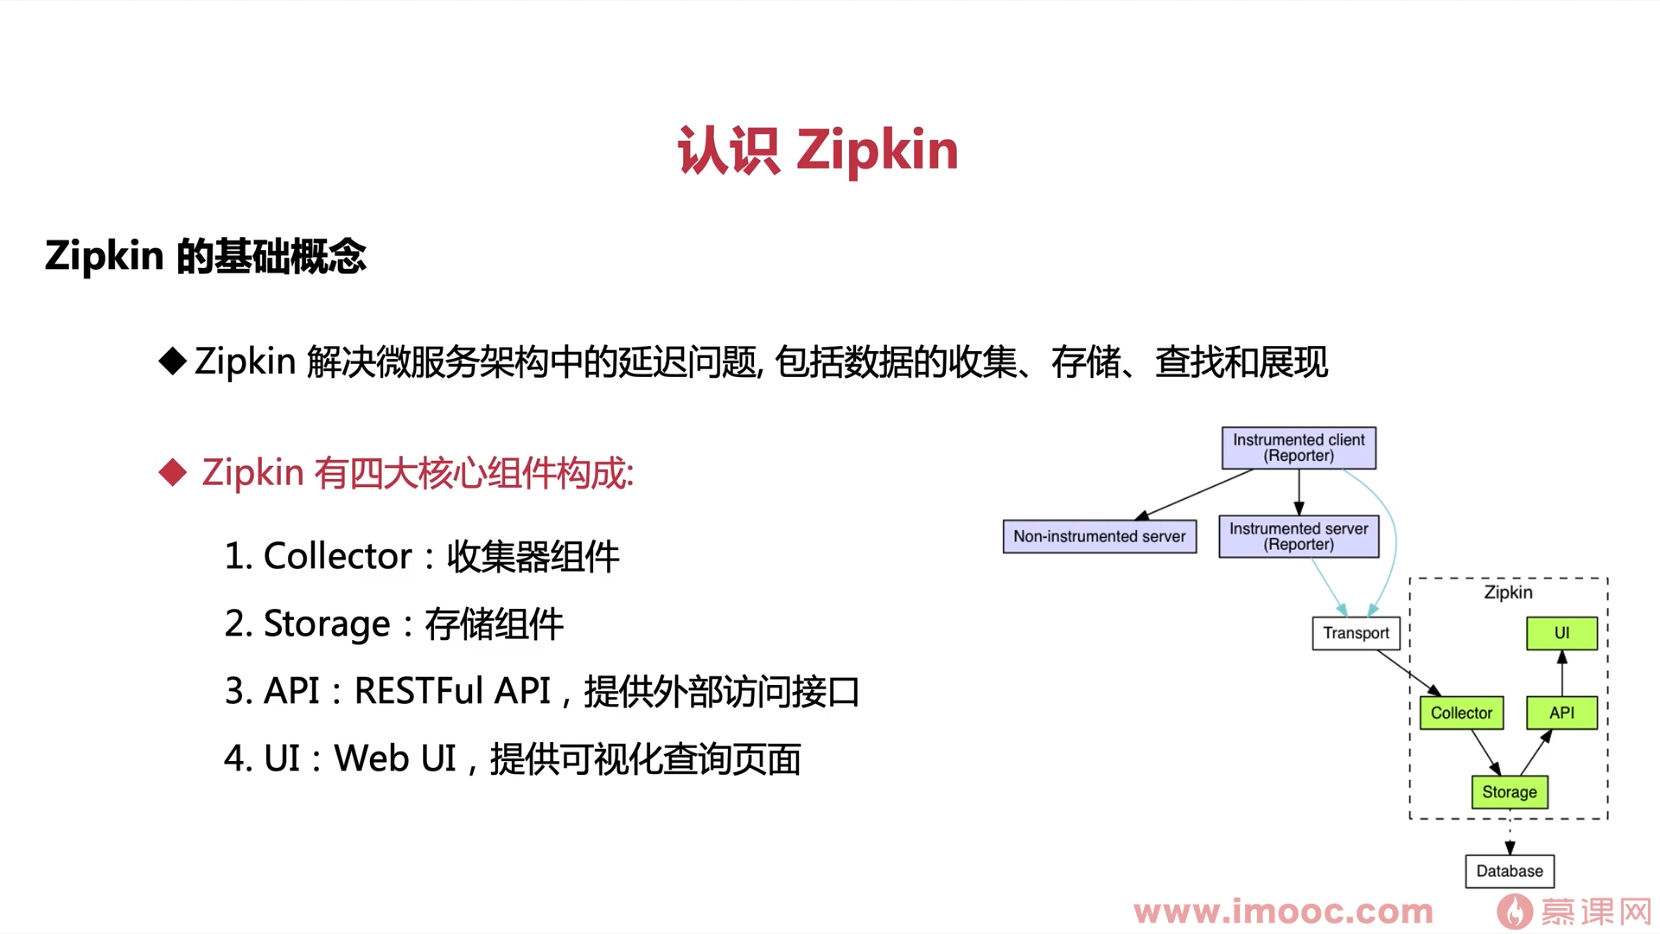 认识 Zipkin
Zipkin 的基础概念
◆ Zipkin 解决微服务架构中的延迟问题, 包括数据的收集、存储、查找和展现
◆ Zipkin 有四大核心组件构成:
1. Collector：收集器组件
2. Storage：存储组件
3. API：RESTFul API，提供外部访问接口
4. UI：Web UI，提供可视化查询页面
Instrumented client
(Reporter)
Non-instrumented server
Instrumented server
(Reporter)
Zipkin
Transport
UI
Collector
API
Storage
Database
www.imooc.com
慕课网